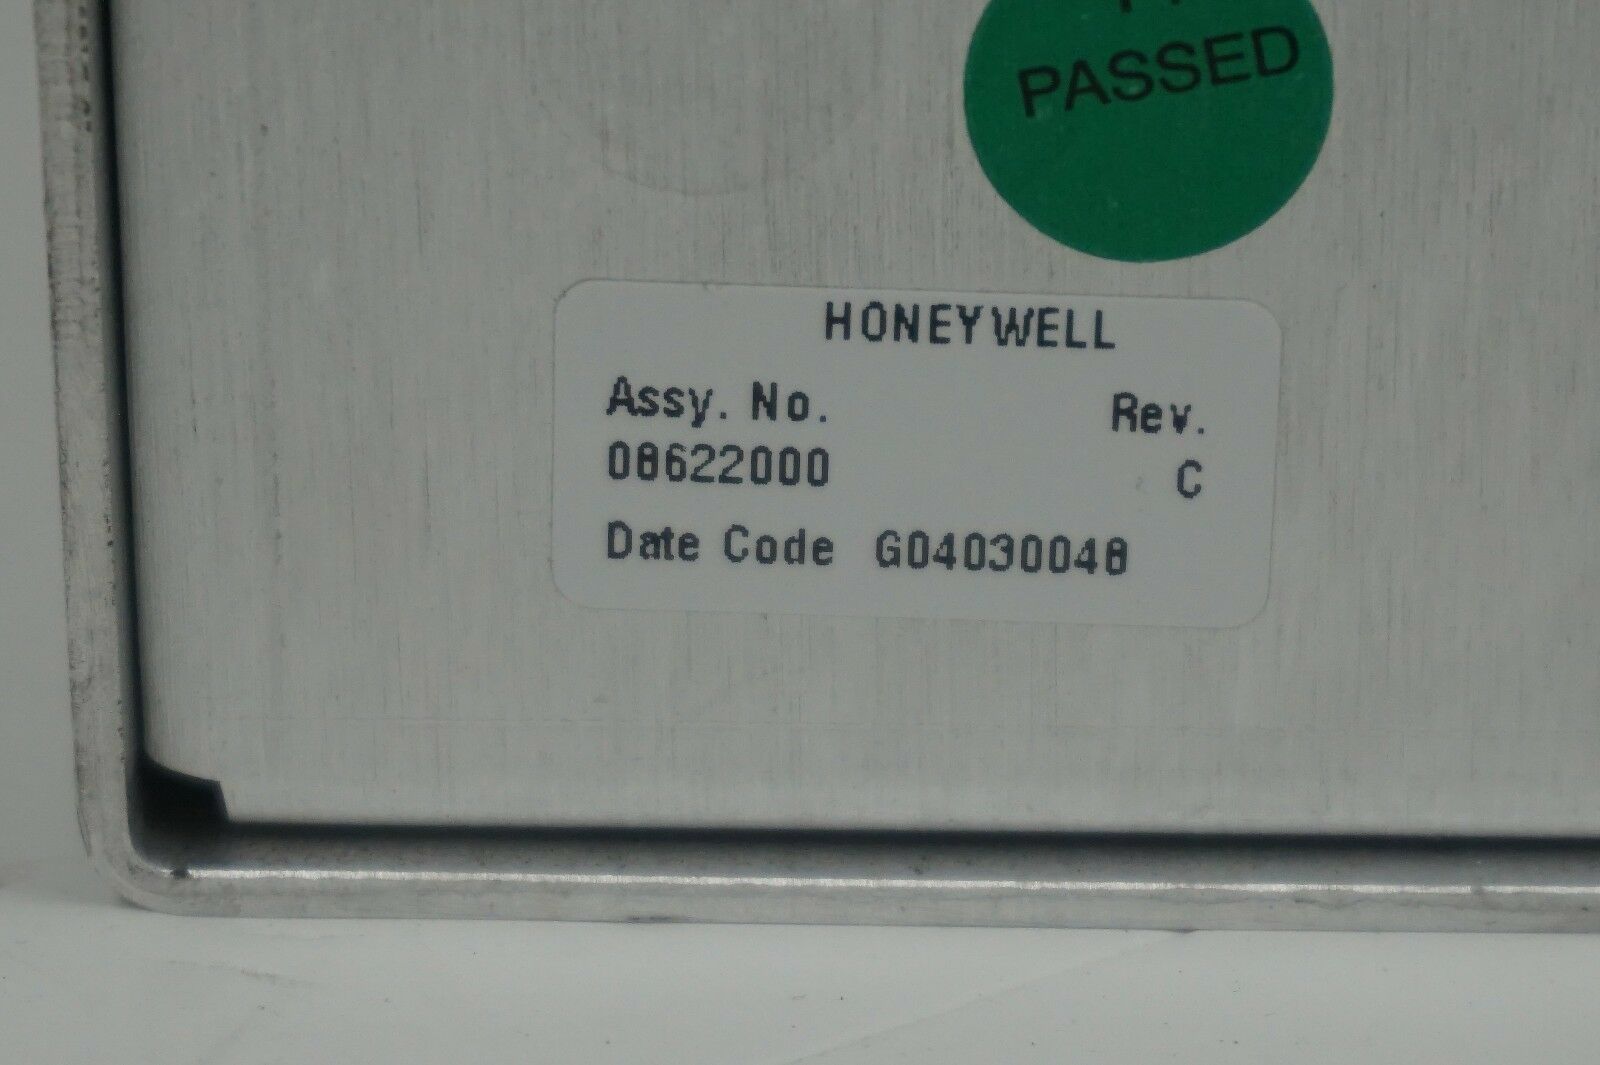 PASSED
HONEYWELL
Assy. No. Rev.
08622000 C
Date Code G04030048